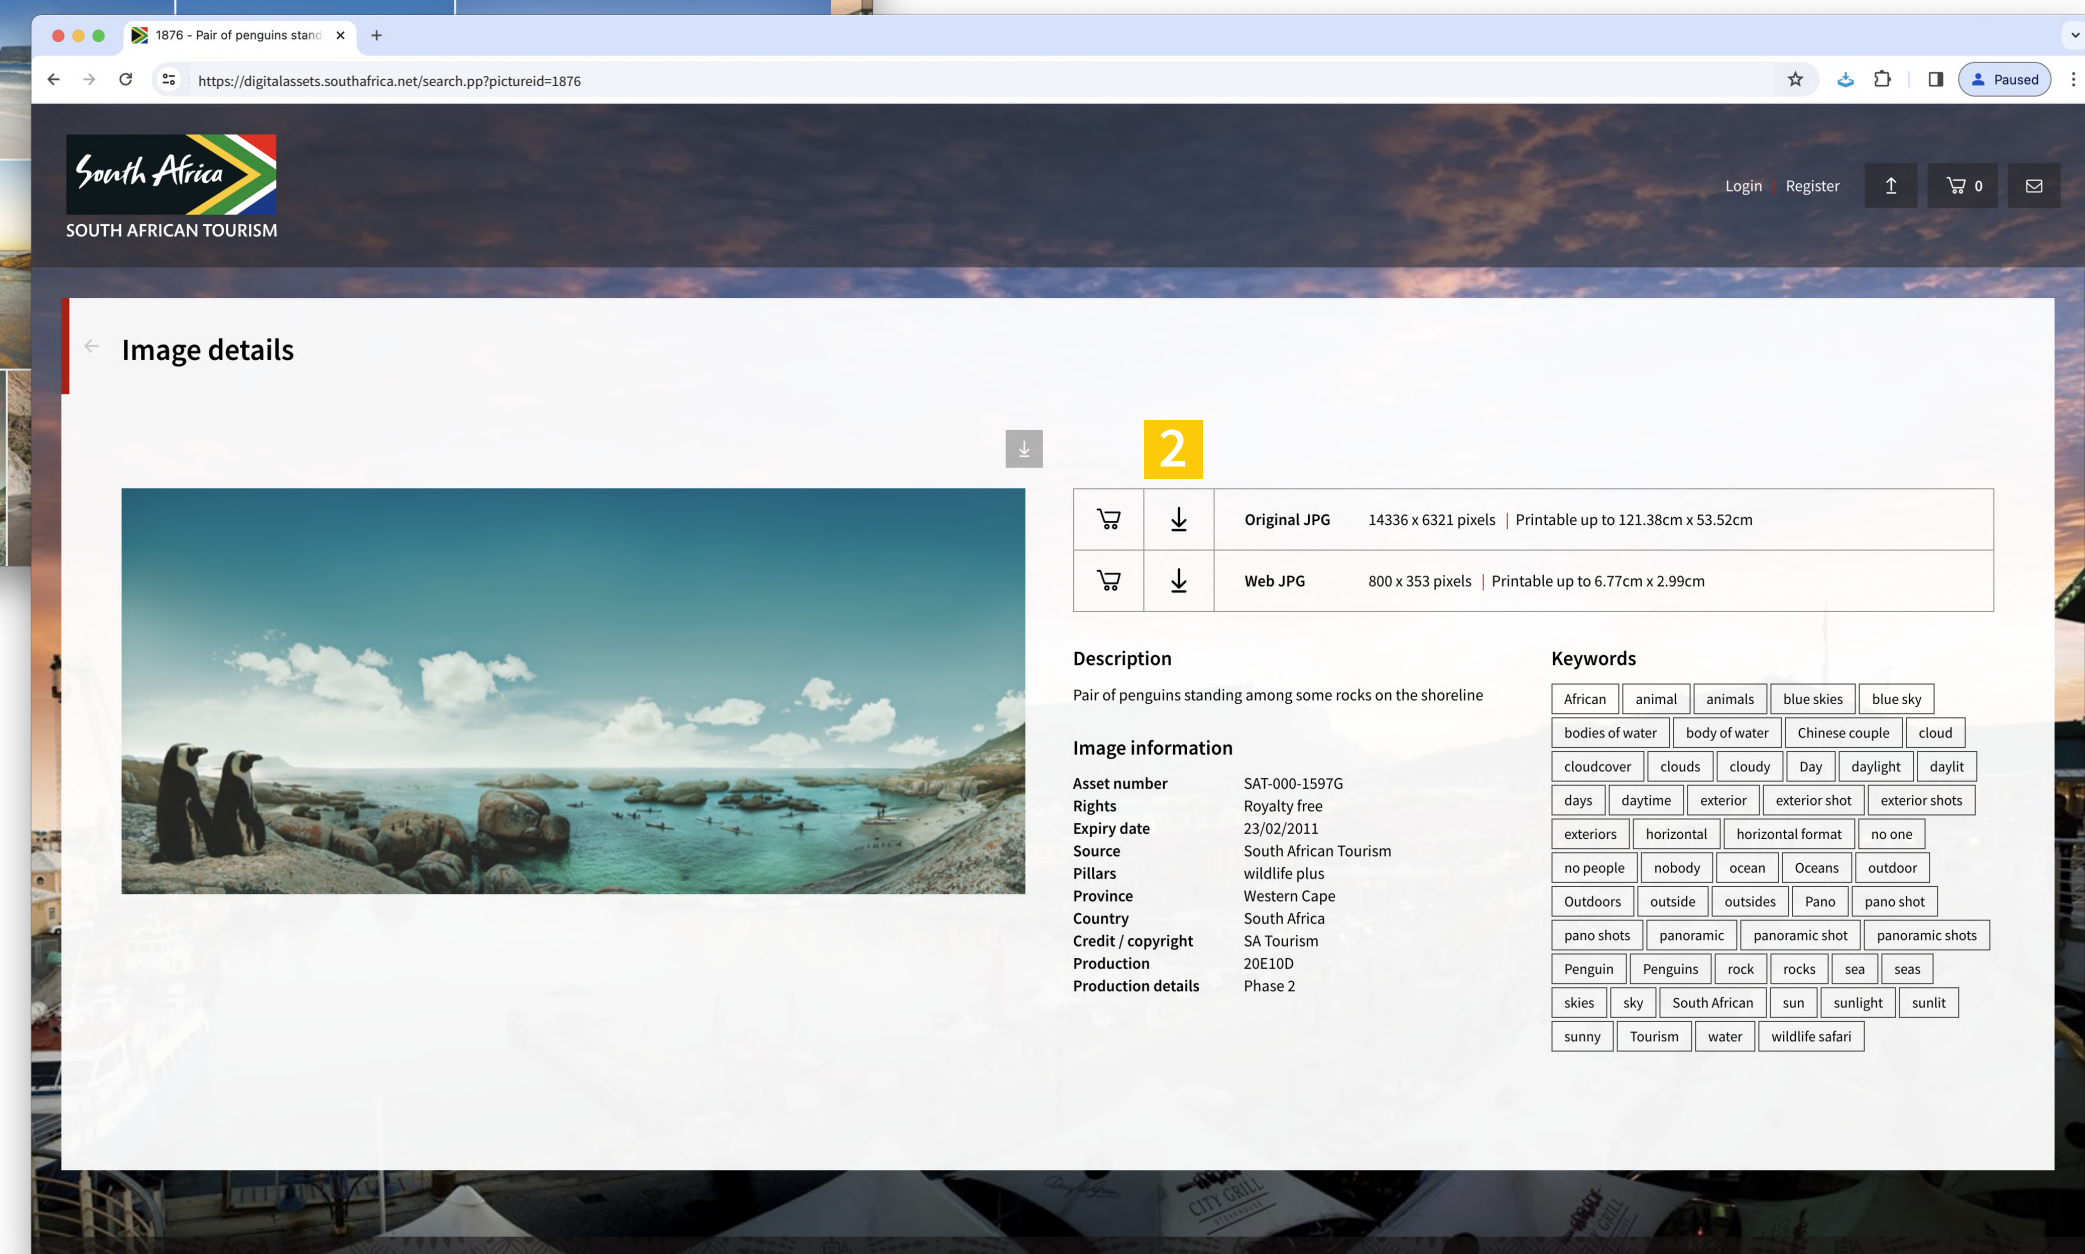 1876 - Pair of penguins stand
https://digitalassets.southafrica.net/search.pp?pictureid=1876
Paused
South Africa
SOUTH AFRICAN TOURISM
Login | Register
0
Image details
2
Original JPG 14336 x 6321 pixels | Printable up to 121.38cm x 53.52cm
Web JPG 800 x 353 pixels | Printable up to 6.77cm x 2.99cm
Description
Pair of penguins standing among some rocks on the shoreline
Image information
Asset number SAT-000-1597G
Rights Royalty free
Expiry date 23/02/2011
Source South African Tourism
Pillars wildlife plus
Province Western Cape
Country South Africa
Credit / copyright SA Tourism
Production 20E10D
Production details Phase 2
Keywords
African animal animals blue skies blue sky
bodies of water body of water Chinese couple cloud
cloudcover clouds cloudy Day daylight daylit
days daytime exterior exterior shot exterior shots
exteriors horizontal horizontal format no one
no people nobody ocean Oceans outdoor
Outdoors outside outsides Pano pano shot
pano shots panoramic panoramic shot panoramic shots
Penguin Penguins rock rocks sea seas
skies sky South African sun sunlight sunlit
sunny Tourism water wildlife safari
CITY GRILL
STEAKHOUSE
GRILL